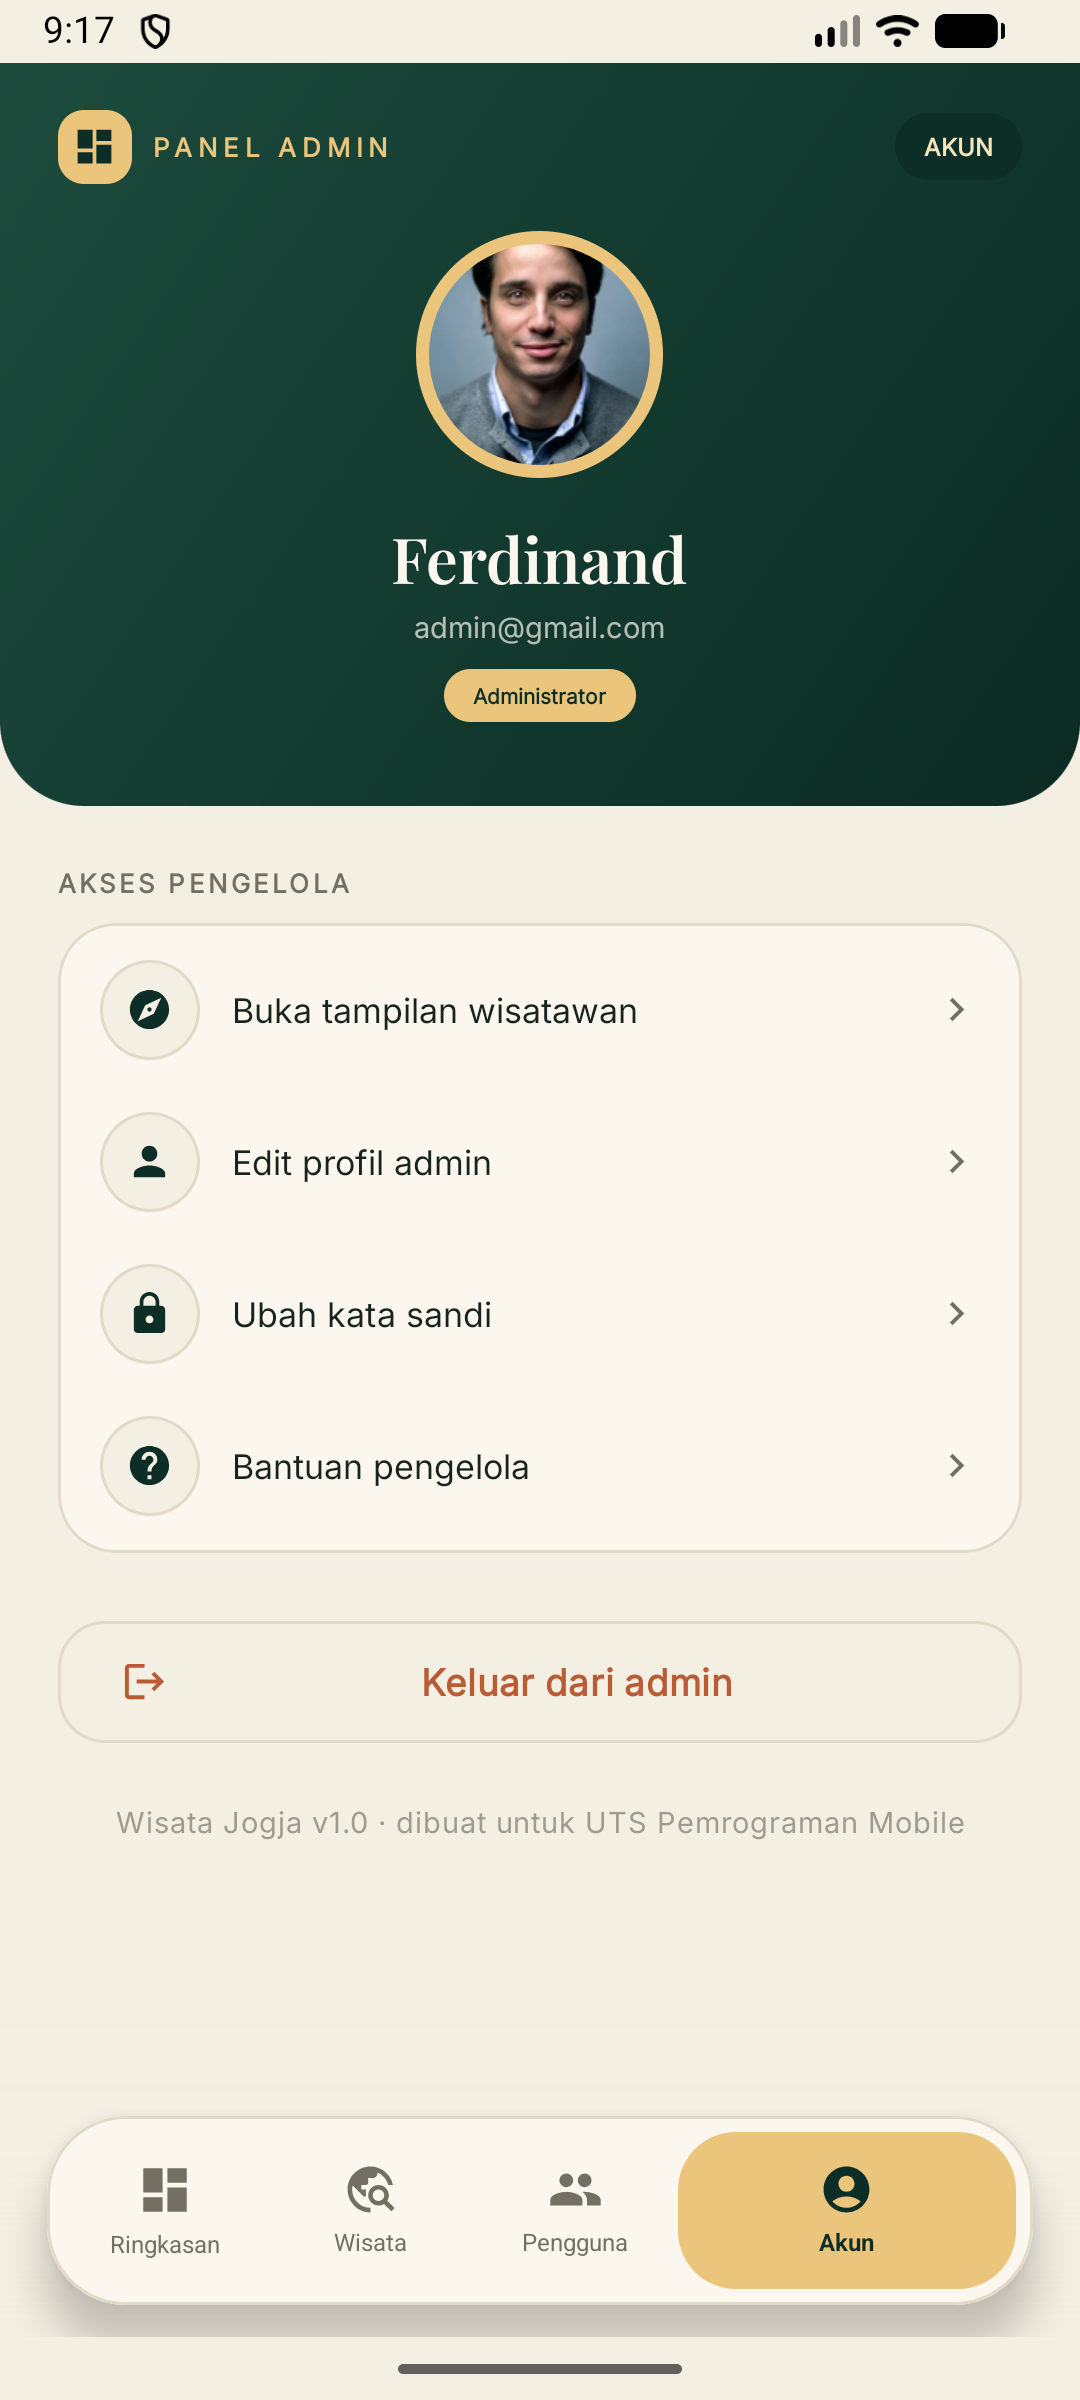 9:17
PANEL ADMIN
AKUN
Ferdinand
admin@gmail.com
Administrator
AKSES PENGELOLA
Buka tampilan wisatawan
Edit profil admin
Ubah kata sandi
Bantuan pengelola
Keluar dari admin
Wisata Jogja v1.0 · dibuat untuk UTS Pemrograman Mobile
Ringkasan
Wisata
Pengguna
Akun